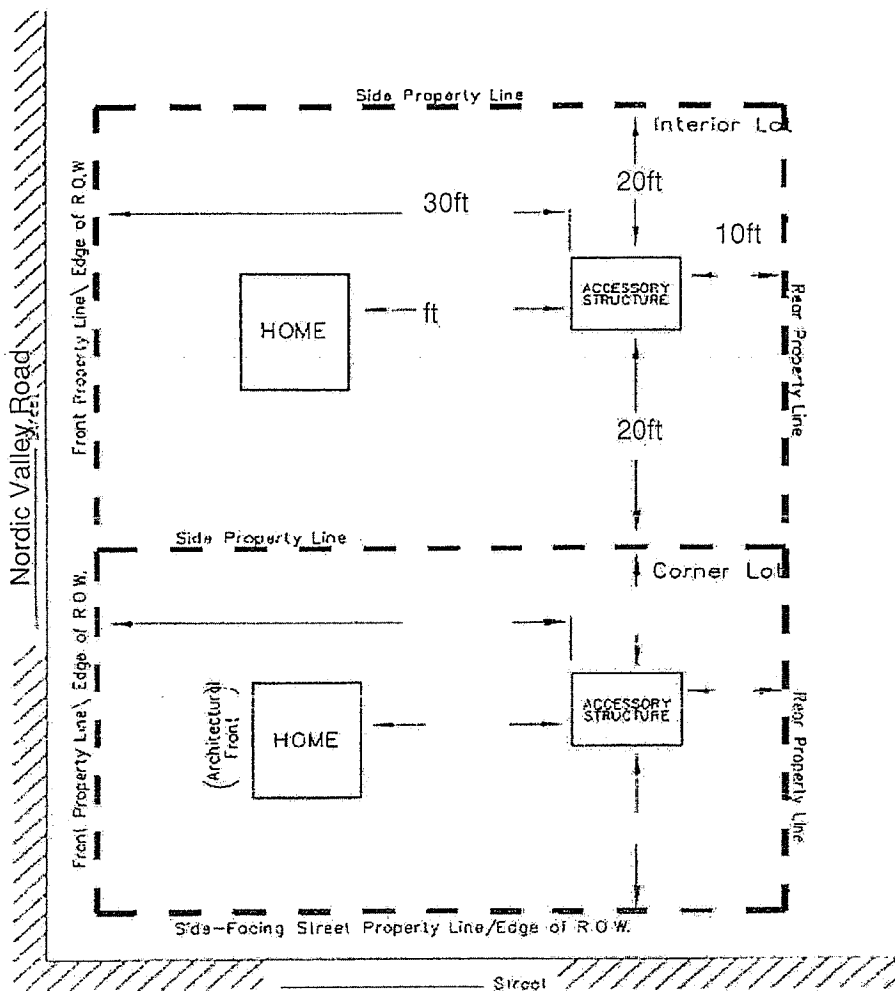 Side Property Line
Interior Lot
20ft
30ft
10ft
Front Property Line\ Edge of R.O.W
ACCESSORY
STRUCTURE
HOME
ft
Rear Property Line
Nordic Valley Road
Street
20ft
Side Property Line
Corner Lot
Front Property Line\ Edge of R.O.W.
(Architectural
Front)
HOME
ACCESSORY
STRUCTURE
Rear Property Line
Side-Facing Street Property Line/Edge of R.O.W.
Street